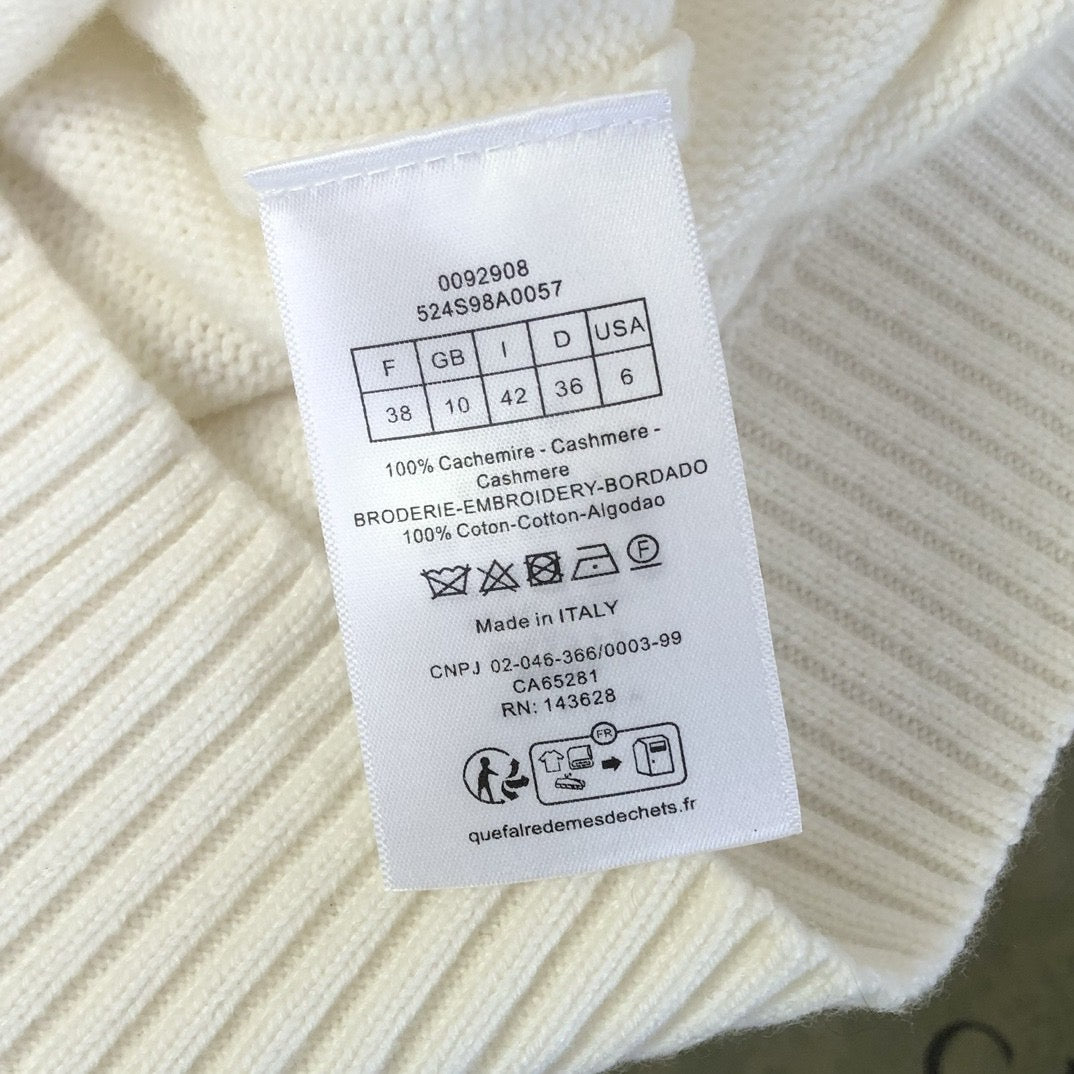 0092908
524S98A0057
F GB I D USA
38 10 42 36 6
100% Cachemire - Cashmere -
Cashmere
BRODERIE-EMBROIDERY-BORDADO
100% Coton-Cotton-Algodao
F
Made in ITALY
CNPJ 02-046-366/0003-99
CA65281
RN: 143628
FR
quefalredemesdechets.fr